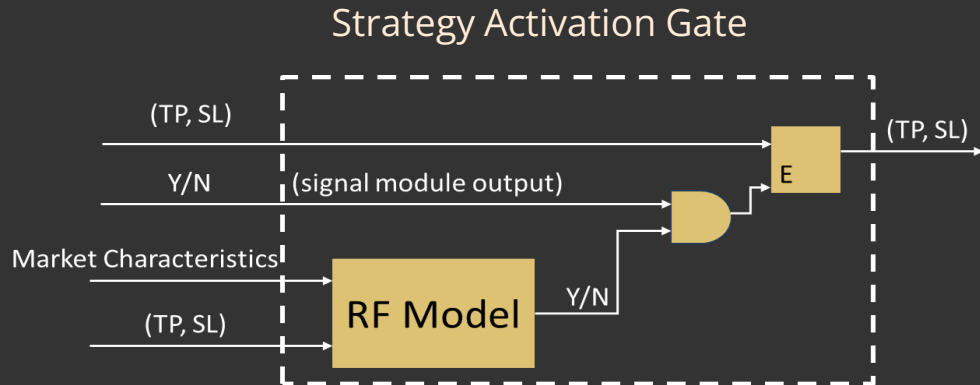 Strategy Activation Gate
(TP, SL)
(TP, SL)
Y/N
(signal module output)
E
Market Characteristics
RF Model
Y/N
(TP, SL)